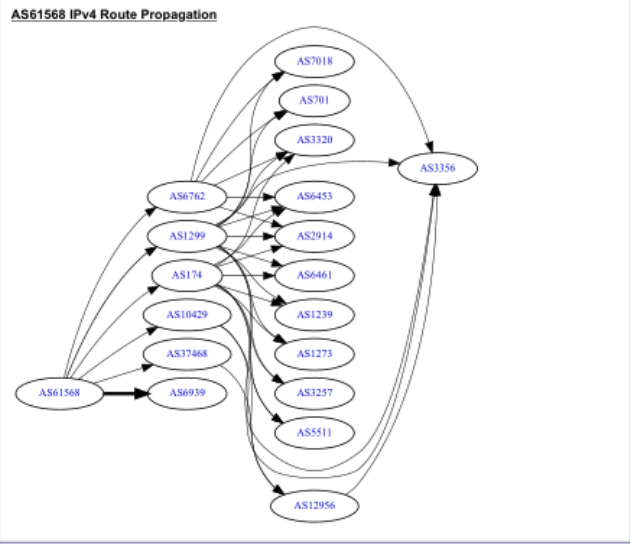 AS61568 IPv4 Route Propagation
AS7018
AS701
AS3320
AS3356
AS6762
AS6453
AS1299
AS2914
AS174
AS6461
AS10429
AS1239
AS37468
AS1273
AS61568
AS6939
AS3257
AS5511
AS12956